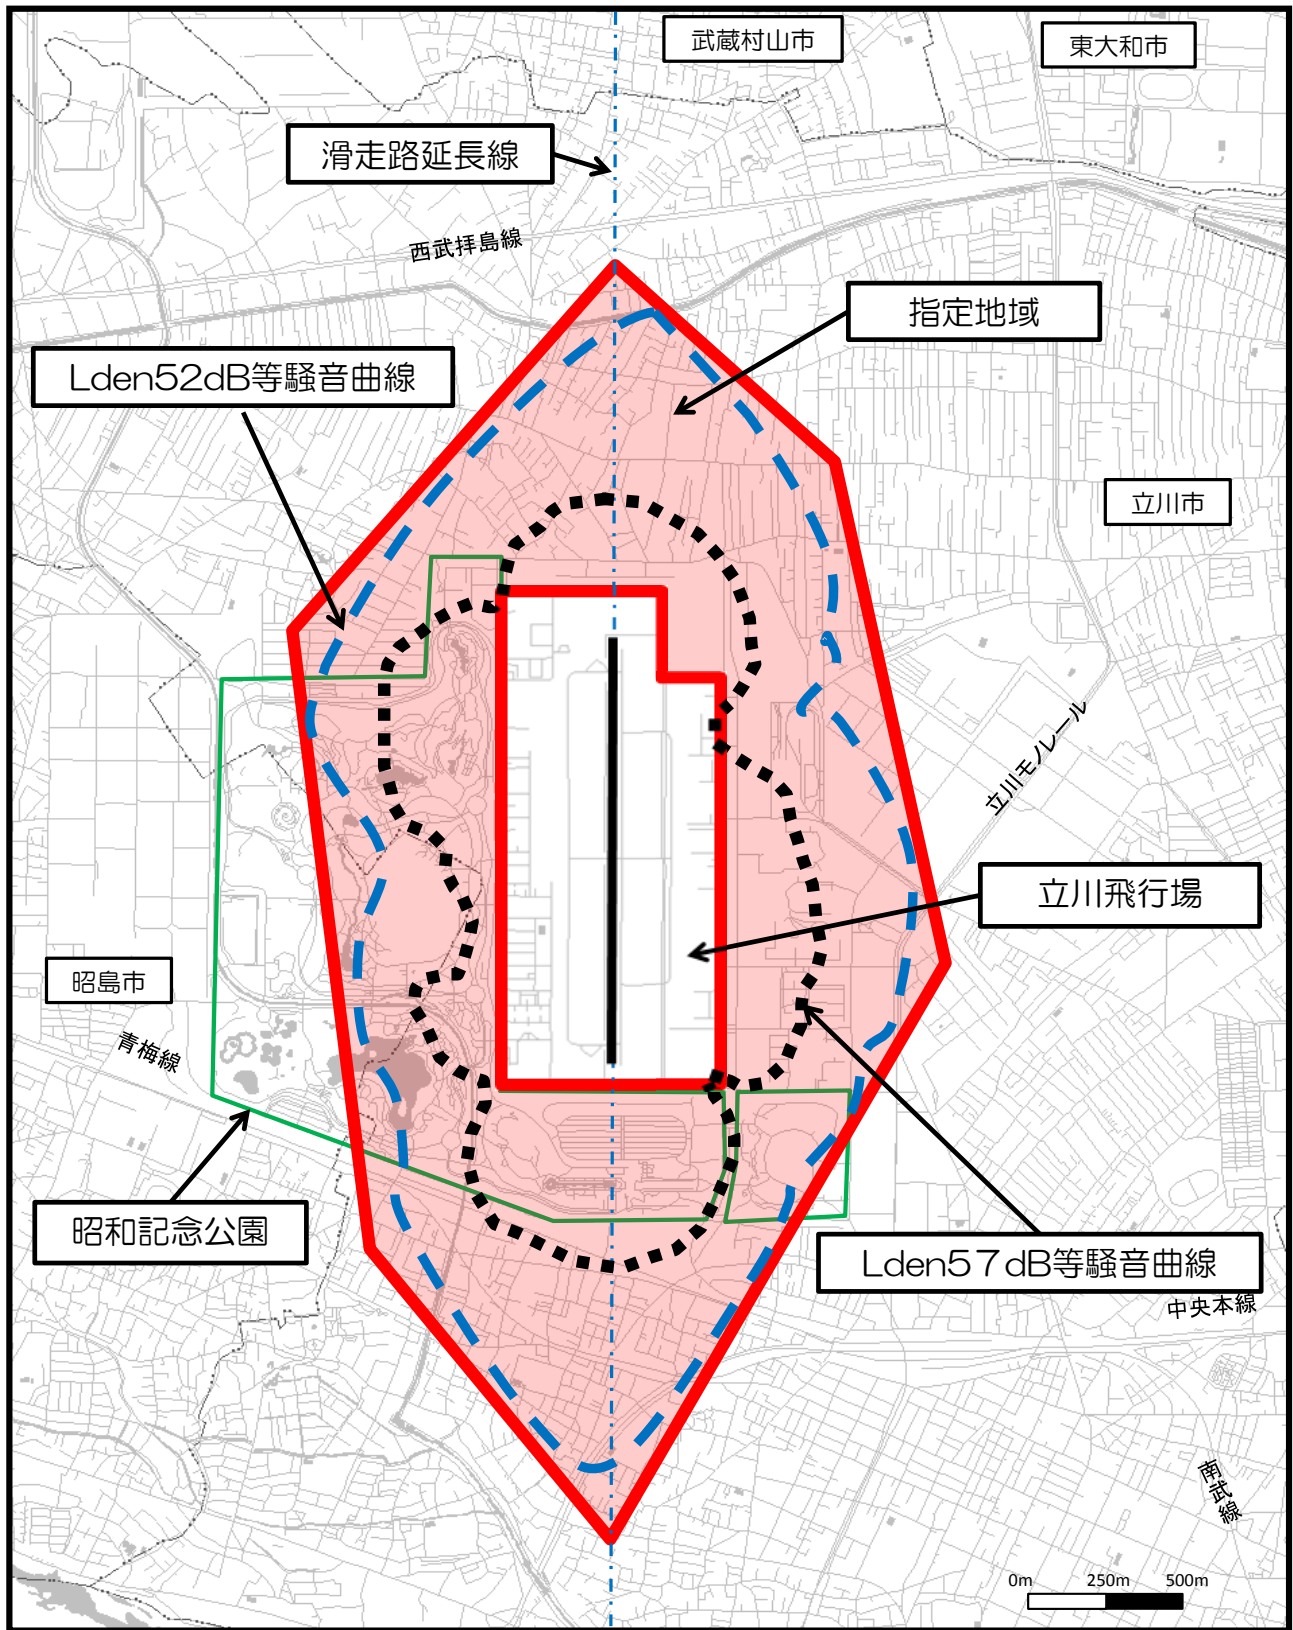 武蔵村山市
東大和市
滑走路延長線
西武拝島線
指定地域
Lden52dB等騒音曲線
立川市
立川モノレール
立川飛行場
昭島市
青梅線
昭和記念公園
Lden57dB等騒音曲線
中央本線
南武線
0m 250m 500m